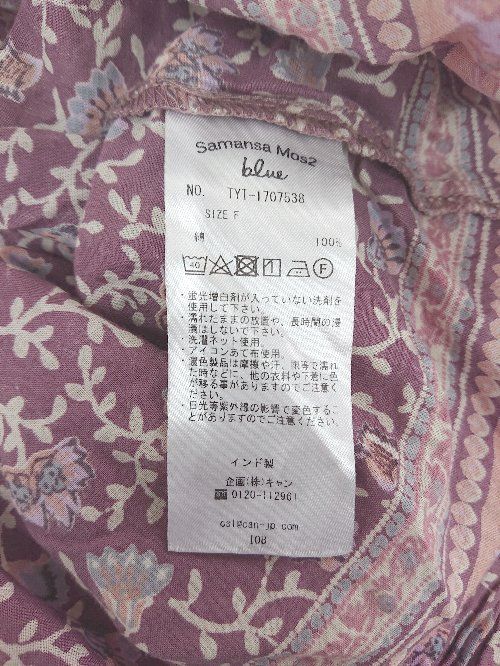 Samansa Mos2
blue
NO. TYT-1707538
SIZE F
綿 100%
40 F
・蛍光増白剤が入っていない洗剤を
使用して下さい。
・濡れたままの放置や、長時間の浸
漬はしないで下さい。
・洗濯ネット使用。
・アイロンあて布使用。
・濃色製品は摩擦や汗、雨等で濡れ
た時などに、他の衣料や下着に色
が移る事がありますのでご注意く
ださい。
・日光等紫外線の影響で変色するこ
とがありますのでご注意ください。
インド製
企画(株)キャン
0120-112961
ca1@can-jp.com
108